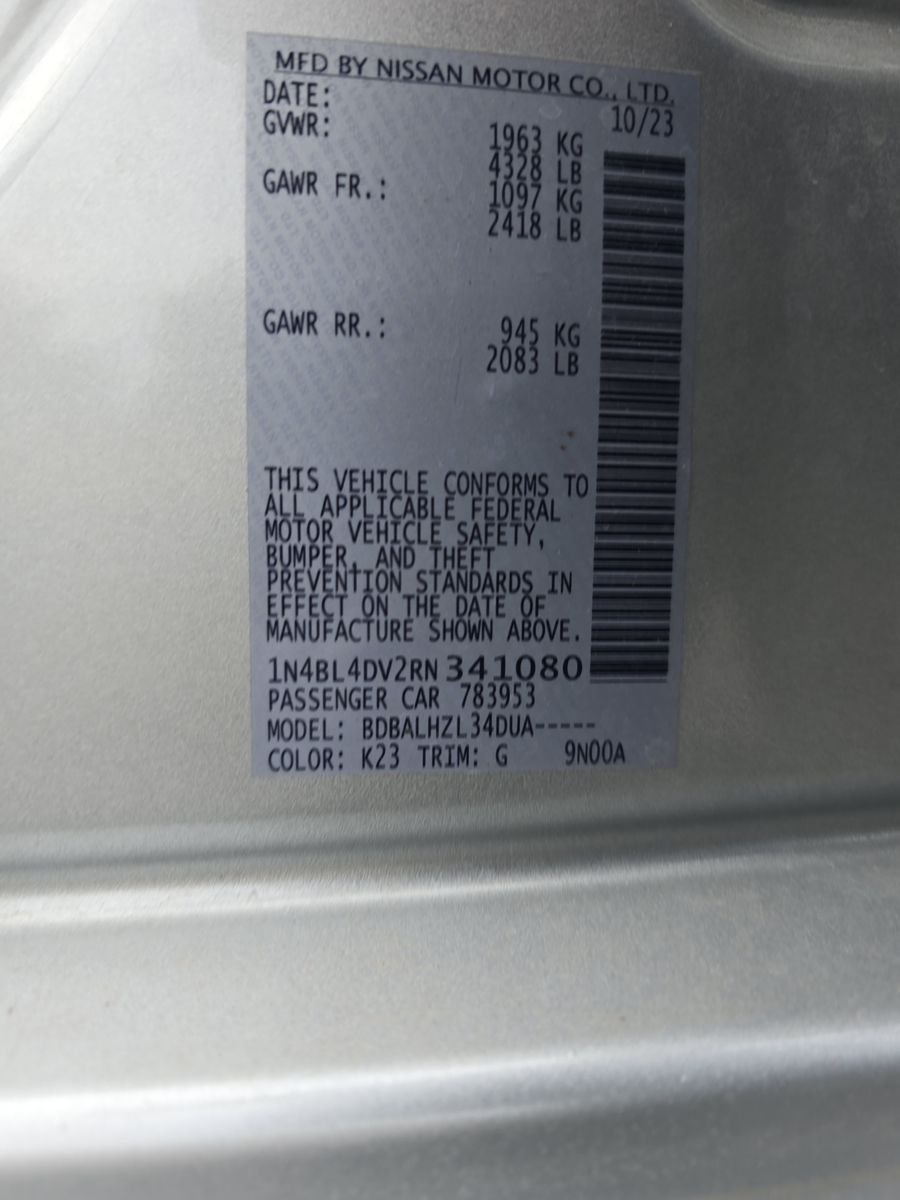 MFD BY NISSAN MOTOR CO., LTD.
DATE: 10/23
GVWR: 1963 KG
4328 LB
GAWR FR.: 1097 KG
2418 LB
GAWR RR.: 945 KG
2083 LB
THIS VEHICLE CONFORMS TO
ALL APPLICABLE FEDERAL
MOTOR VEHICLE SAFETY,
BUMPER, AND THEFT
PREVENTION STANDARDS IN
EFFECT ON THE DATE OF
MANUFACTURE SHOWN ABOVE.
1N4BL4DV2RN 341080
PASSENGER CAR 783953
MODEL: BDBALHZL34DUA-----
COLOR: K23 TRIM: G 9N00A